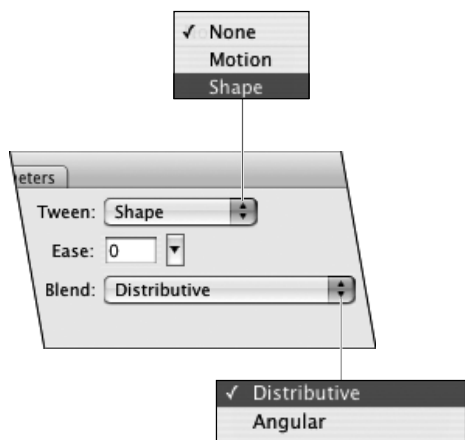 ✓ None
Motion
Shape
eters
Tween: Shape
Ease: 0
Blend: Distributive
✓ Distributive
Angular